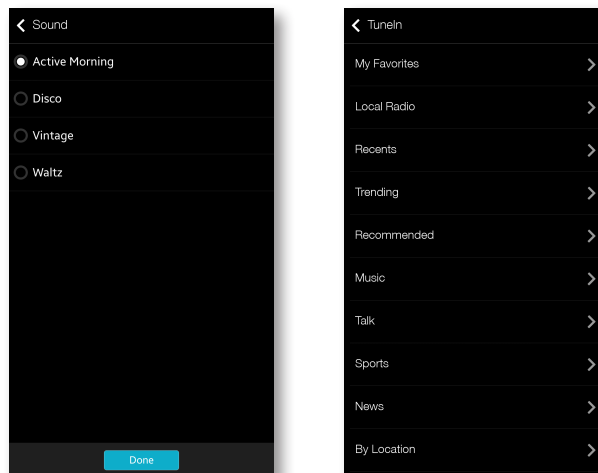 Sound
Active Morning
Disco
Vintage
Waltz
Done
TuneIn
My Favorites
Local Radio
Recents
Trending
Recommended
Music
Talk
Sports
News
By Location